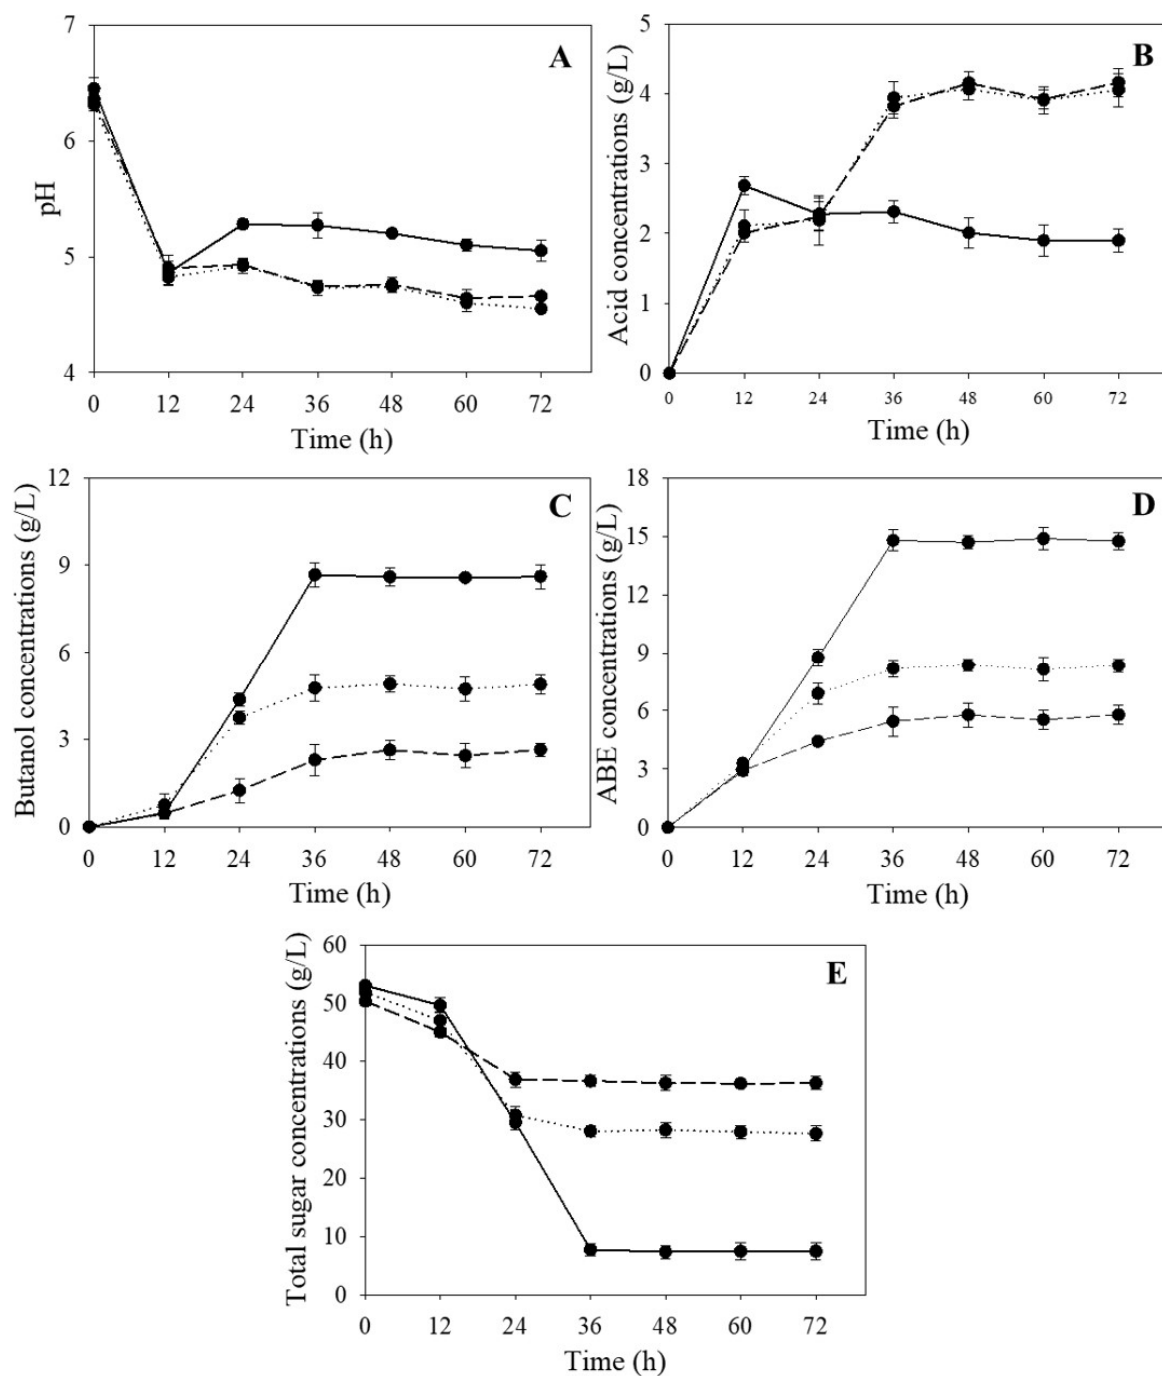 A
pH
7
6
5
4
0 12 24 36 48 60 72
Time (h)
B
Acid concentrations (g/L)
5
4
3
2
1
0
0 12 24 36 48 60 72
Time (h)
C
Butanol concentrations (g/L)
12
9
6
3
0
0 12 24 36 48 60 72
Time (h)
D
ABE concentrations (g/L)
18
15
12
9
6
3
0
0 12 24 36 48 60 72
Time (h)
E
Total sugar concentrations (g/L)
60
50
40
30
20
10
0
0 12 24 36 48 60 72
Time (h)